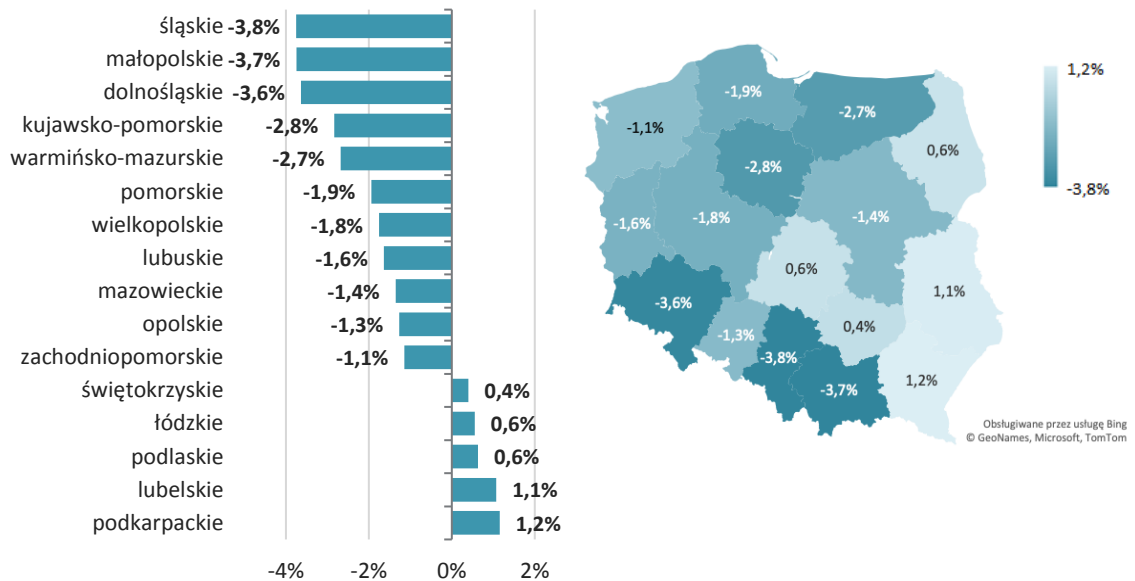 śląskie -3,8%
małopolskie -3,7%
dolnośląskie -3,6%
kujawsko-pomorskie -2,8%
warmińsko-mazurskie -2,7%
pomorskie -1,9%
wielkopolskie -1,8%
lubuskie -1,6%
mazowieckie -1,4%
opolskie -1,3%
zachodniopomorskie -1,1%
świętokrzyskie 0,4%
łódzkie 0,6%
podlaskie 0,6%
lubelskie 1,1%
podkarpackie 1,2%
-4% -2% 0% 2%
-1,9%
-2,7%
-1,1%
0,6%
-2,8%
-1,6%
-1,8%
-1,4%
0,6%
1,1%
-3,6%
0,4%
-1,3%
-3,8%
-3,7%
1,2%
1,2%
-3,8%
Obsługiwane przez usługę Bing
© GeoNames, Microsoft, TomTom